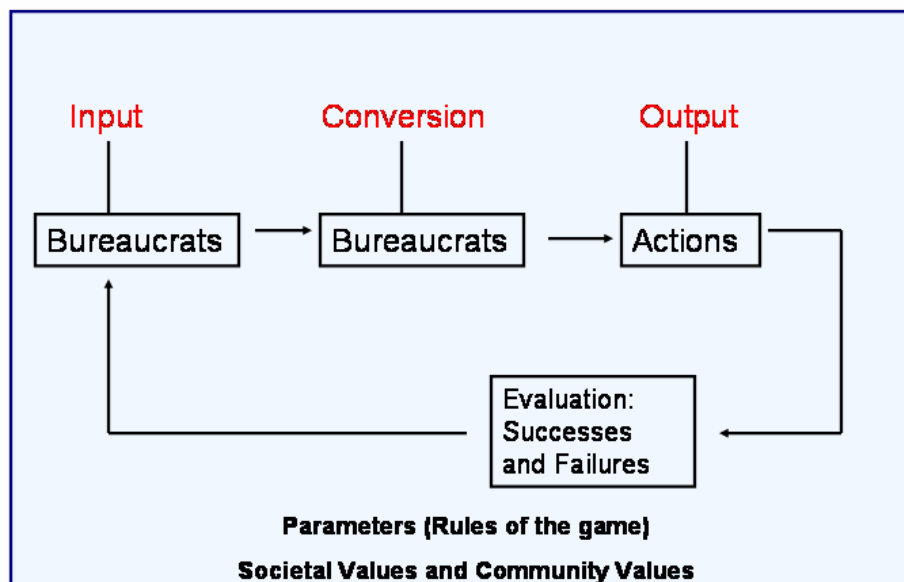 Input
Conversion
Output
Bureaucrats
Bureaucrats
Actions
Evaluation:
Successes
and Failures
Parameters (Rules of the game)
Societal Values and Community Values